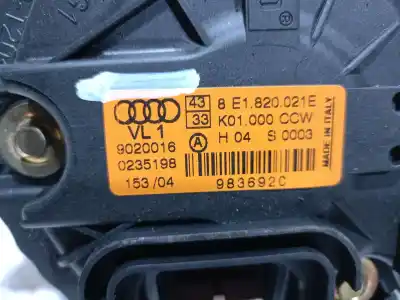 43 8 E1.820.021E
33 K01.000 CCW
VL 1 A H 04 S 0003
9020016
0235198
153/04 983692C
MADE IN ITALY